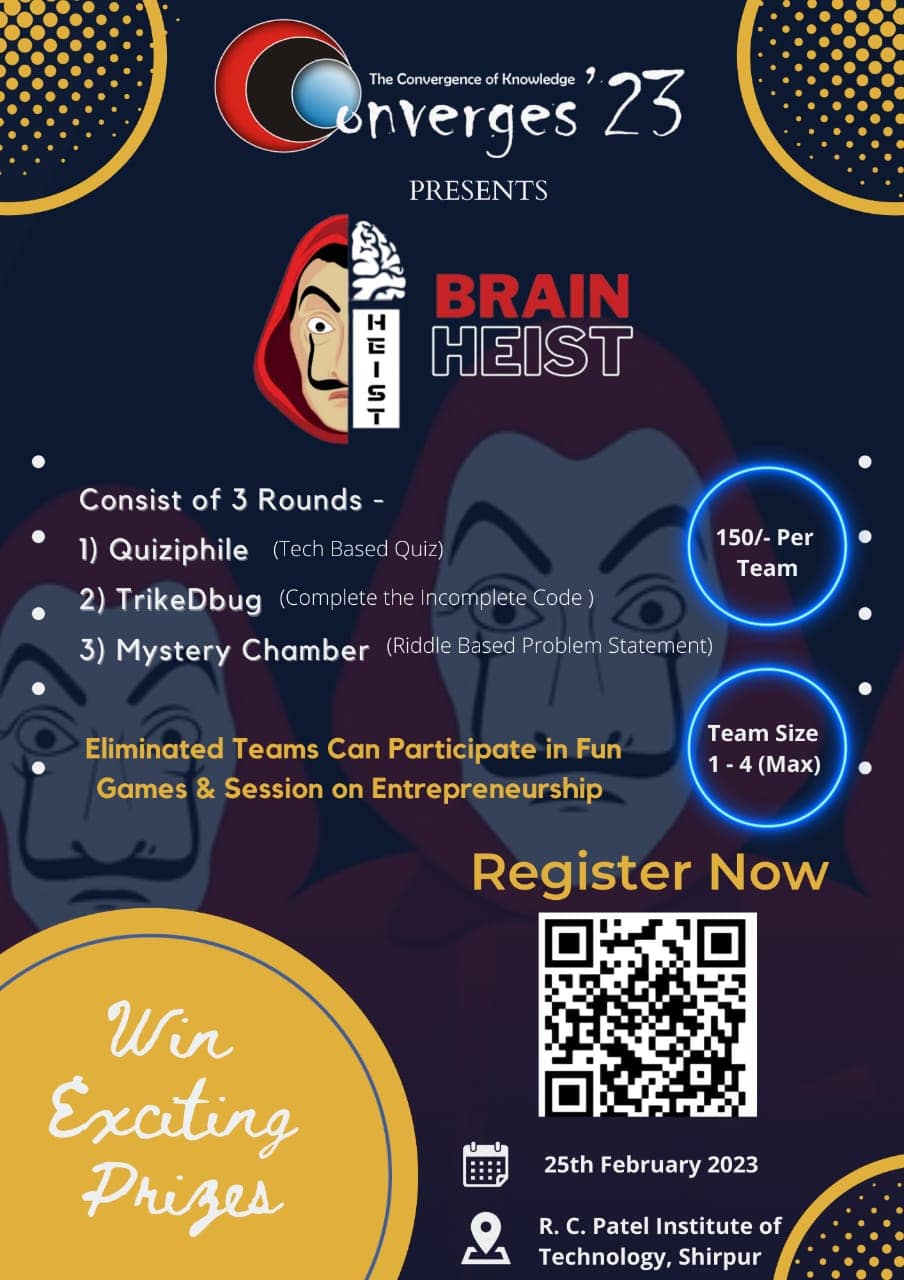 The Convergence of Knowledge
Converges '23
PRESENTS
HEIST
BRAIN
HEIST
Consist of 3 Rounds -
1) Quiziphile (Tech Based Quiz)
2) TrikeDbug (Complete the Incomplete Code )
3) Mystery Chamber (Riddle Based Problem Statement)
150/- Per
Team
Team Size
1 - 4 (Max)
Eliminated Teams Can Participate in Fun
Games & Session on Entrepreneurship
Register Now
Win
Exciting
Prizes
25th February 2023
R. C. Patel Institute of
Technology, Shirpur